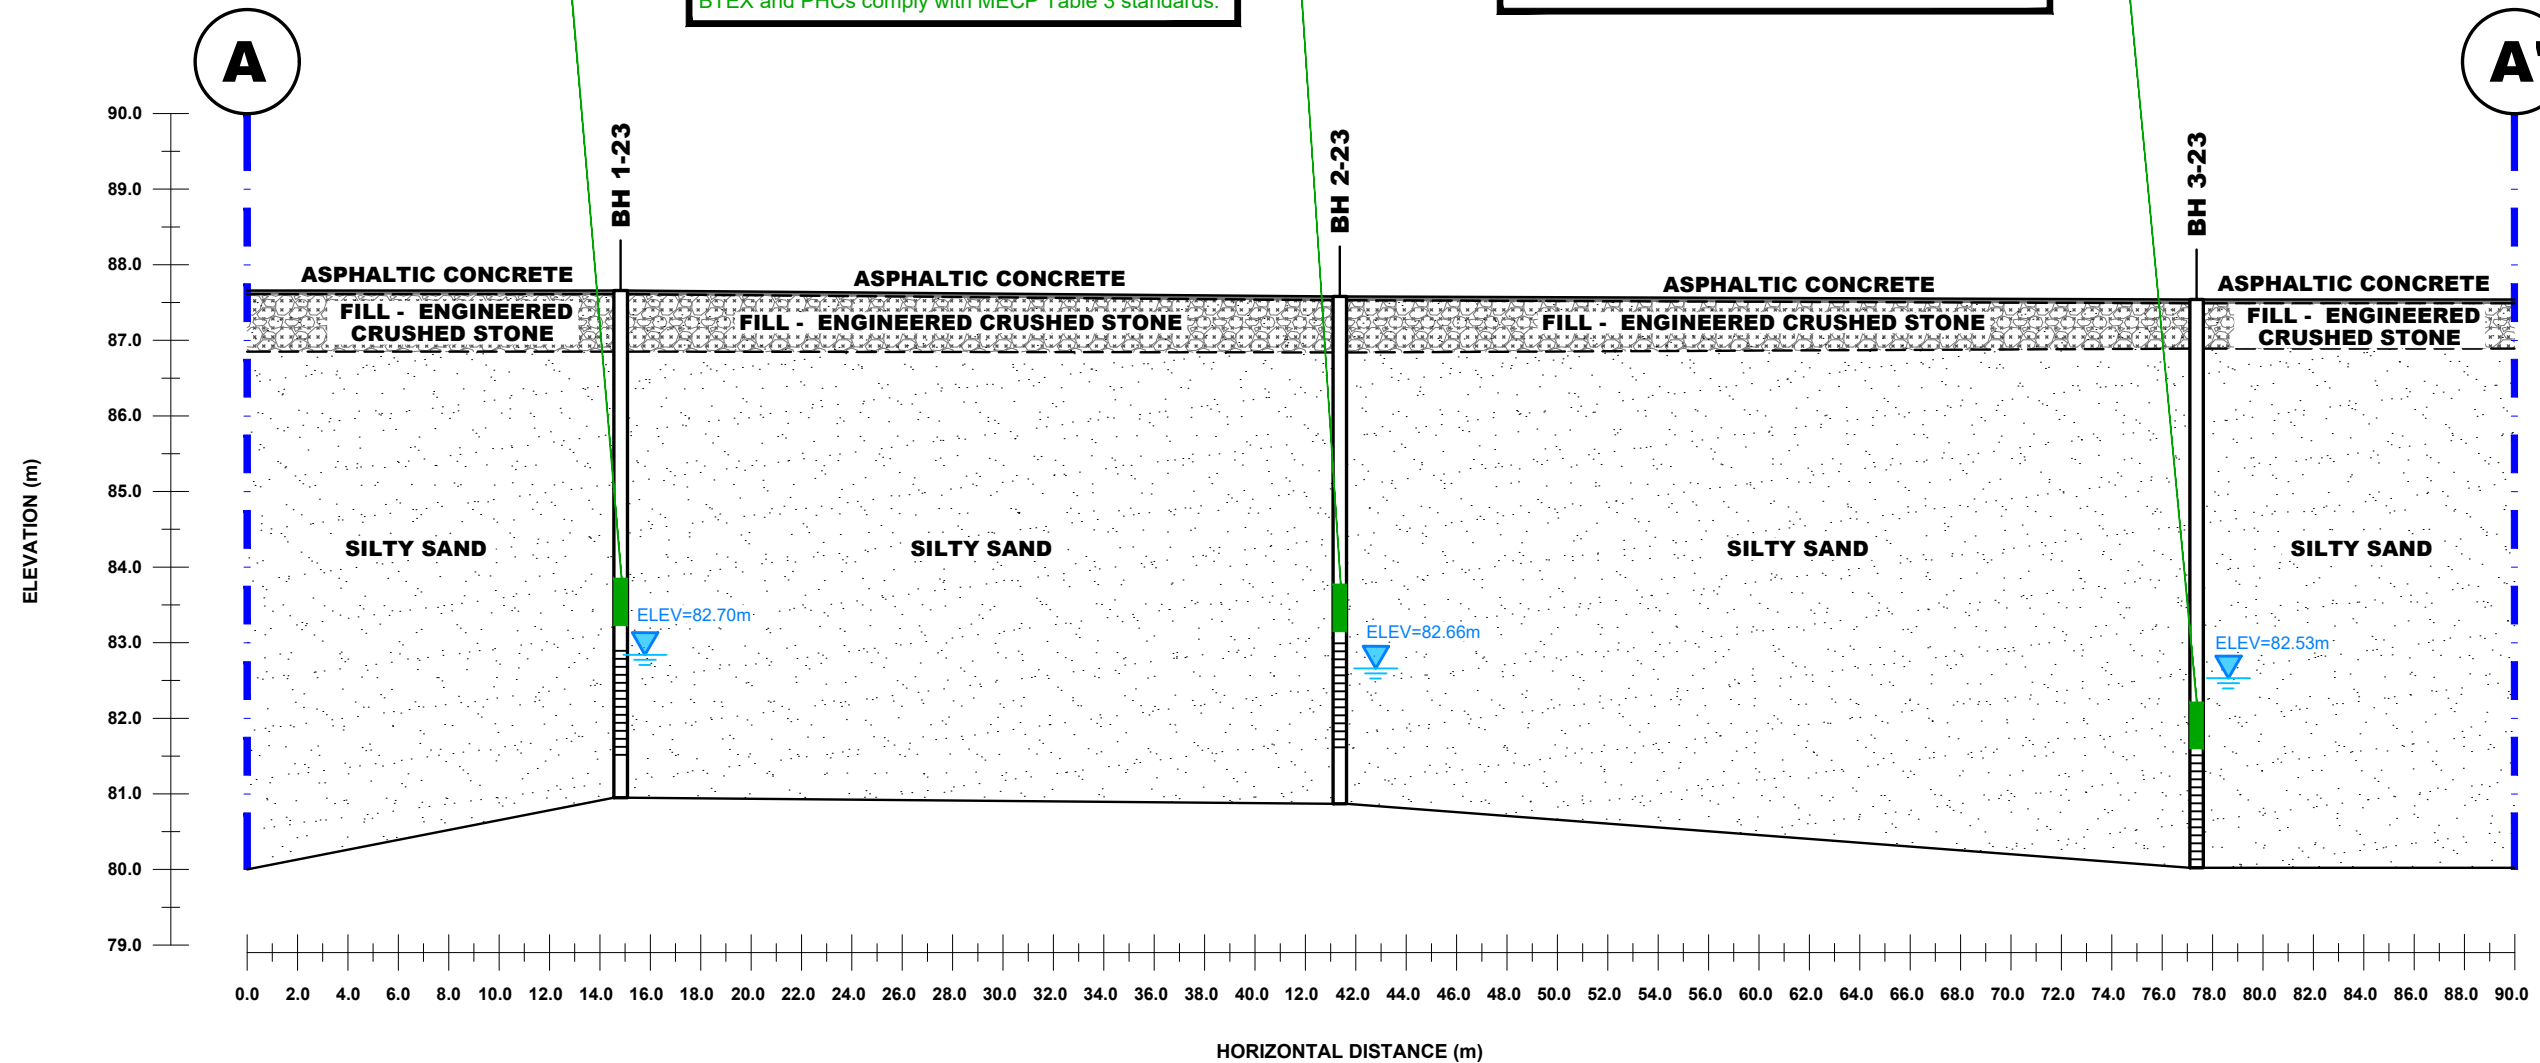 BTEX and PHCs comply with MECP Table 3 standards.
A
A'
90.0
89.0
88.0
87.0
86.0
85.0
84.0
83.0
82.0
81.0
80.0
79.0
ELEVATION (m)
BH 1-23
BH 2-23
BH 3-23
ASPHALTIC CONCRETE
ASPHALTIC CONCRETE
ASPHALTIC CONCRETE
ASPHALTIC CONCRETE
FILL - ENGINEERED
CRUSHED STONE
FILL - ENGINEERED CRUSHED STONE
FILL - ENGINEERED CRUSHED STONE
FILL - ENGINEERED
CRUSHED STONE
SILTY SAND
SILTY SAND
SILTY SAND
SILTY SAND
ELEV=82.70m
ELEV=82.66m
ELEV=82.53m
0.0 2.0 4.0 6.0 8.0 10.0 12.0 14.0 16.0 18.0 20.0 22.0 24.0 26.0 28.0 30.0 32.0 34.0 36.0 38.0 40.0 12.0 42.0 44.0 46.0 48.0 50.0 52.0 54.0 56.0 58.0 60.0 62.0 64.0 66.0 68.0 70.0 72.0 74.0 76.0 78.0 80.0 82.0 84.0 86.0 88.0 90.0
HORIZONTAL DISTANCE (m)